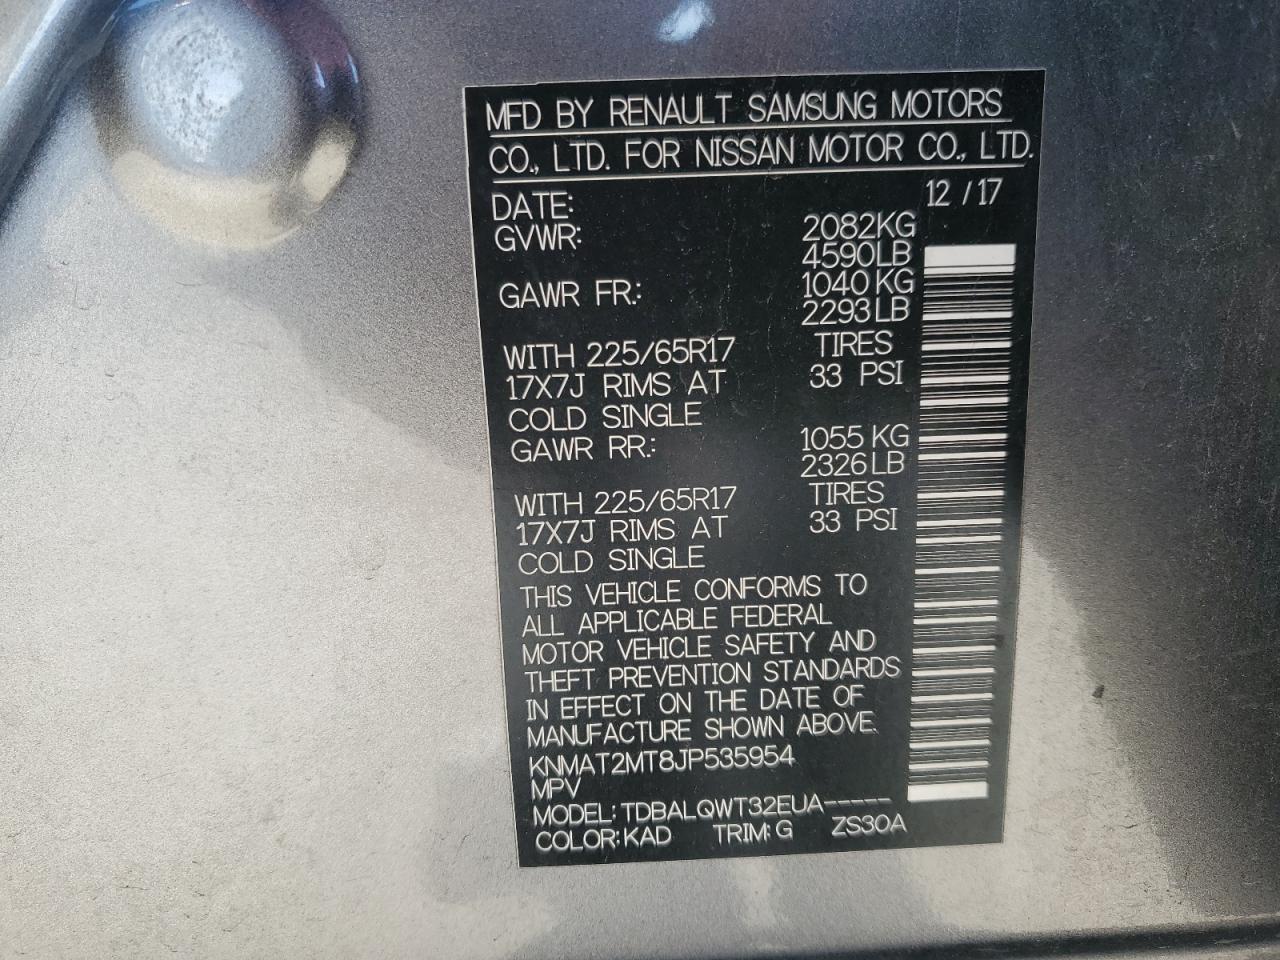 MFD BY RENAULT SAMSUNG MOTORS
CO., LTD. FOR NISSAN MOTOR CO., LTD.
DATE: 12 / 17
GVWR: 2082KG
4590LB
GAWR FR.: 1040 KG
2293 LB
WITH 225/65R17 TIRES
17X7J RIMS AT 33 PSI
COLD SINGLE
GAWR RR.: 1055 KG
2326 LB
WITH 225/65R17 TIRES
17X7J RIMS AT 33 PSI
COLD SINGLE
THIS VEHICLE CONFORMS TO
ALL APPLICABLE FEDERAL
MOTOR VEHICLE SAFETY AND
THEFT PREVENTION STANDARDS
IN EFFECT ON THE DATE OF
MANUFACTURE SHOWN ABOVE.
KNMAT2MT8JP535954
MPV
MODEL: TDBALQWT32EUA-----
COLOR: KAD TRIM: G ZS30A